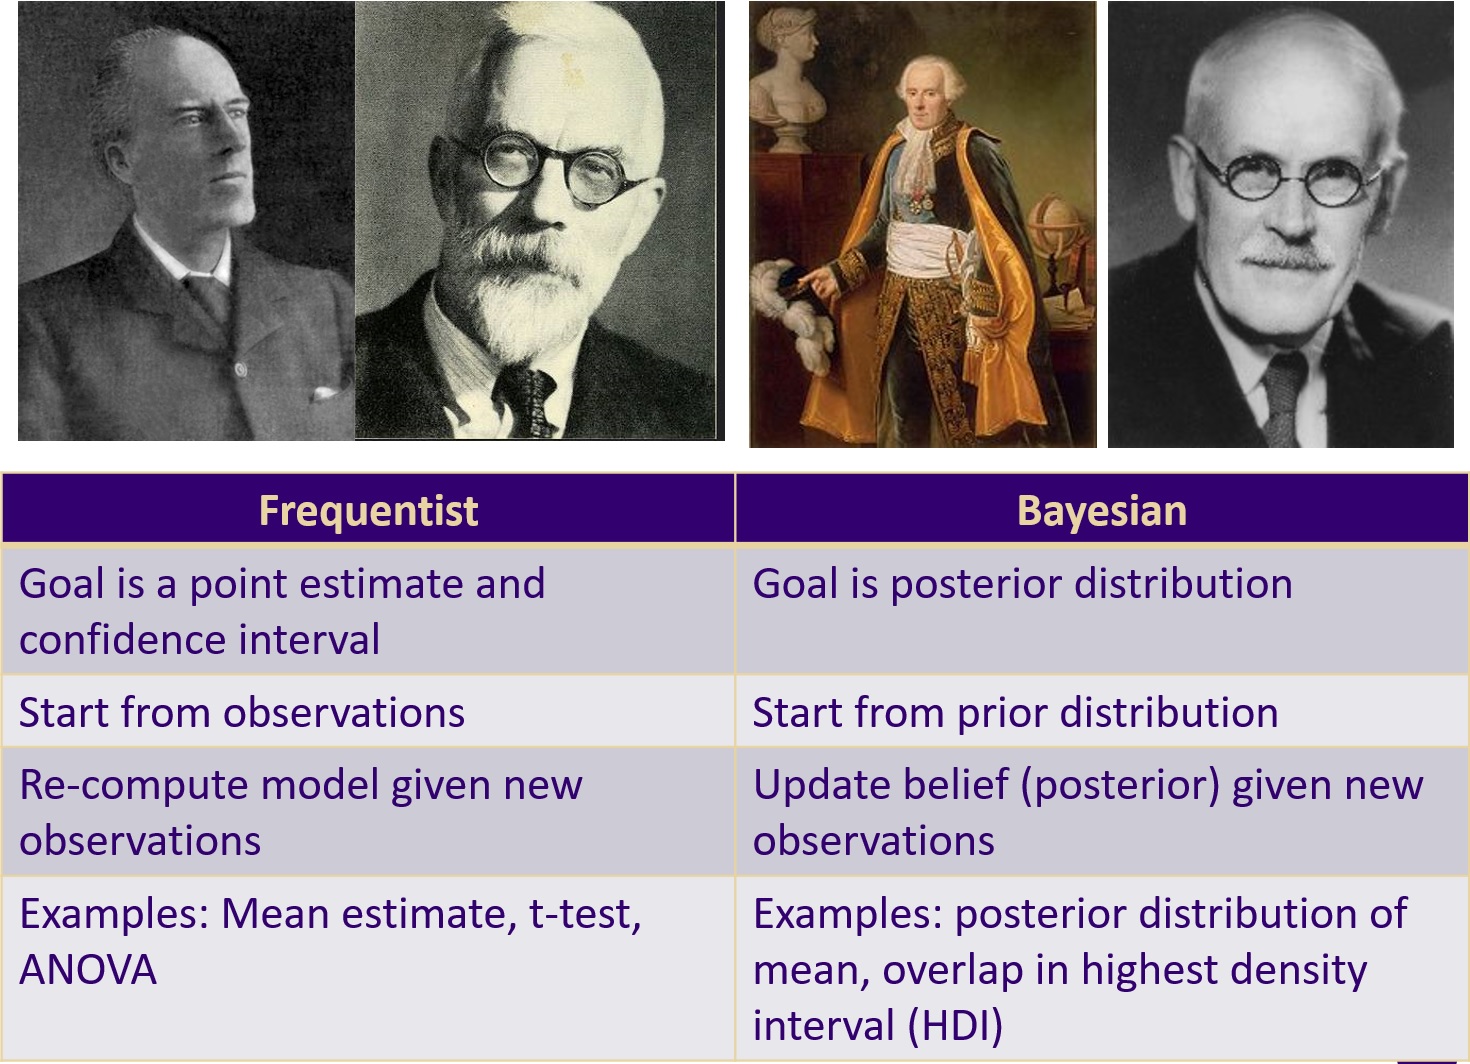 Frequentist
Bayesian
Goal is a point estimate and
confidence interval
Goal is posterior distribution
Start from observations
Start from prior distribution
Re-compute model given new
observations
Update belief (posterior) given new
observations
Examples: Mean estimate, t-test,
ANOVA
Examples: posterior distribution of
mean, overlap in highest density
interval (HDI)